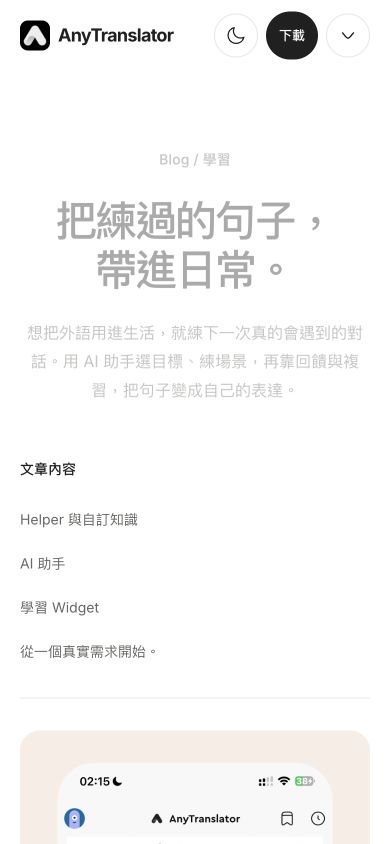 AnyTranslator
下載
Blog / 學習
把練過的句子，
帶進日常。
想把外語用進生活，就練下一次真的會遇到的對
話。用 AI 助手選目標、練場景，再靠回饋與複
習，把句子變成自己的表達。
文章內容
Helper 與自訂知識
AI 助手
學習 Widget
從一個真實需求開始。
02:15
38
AnyTranslator